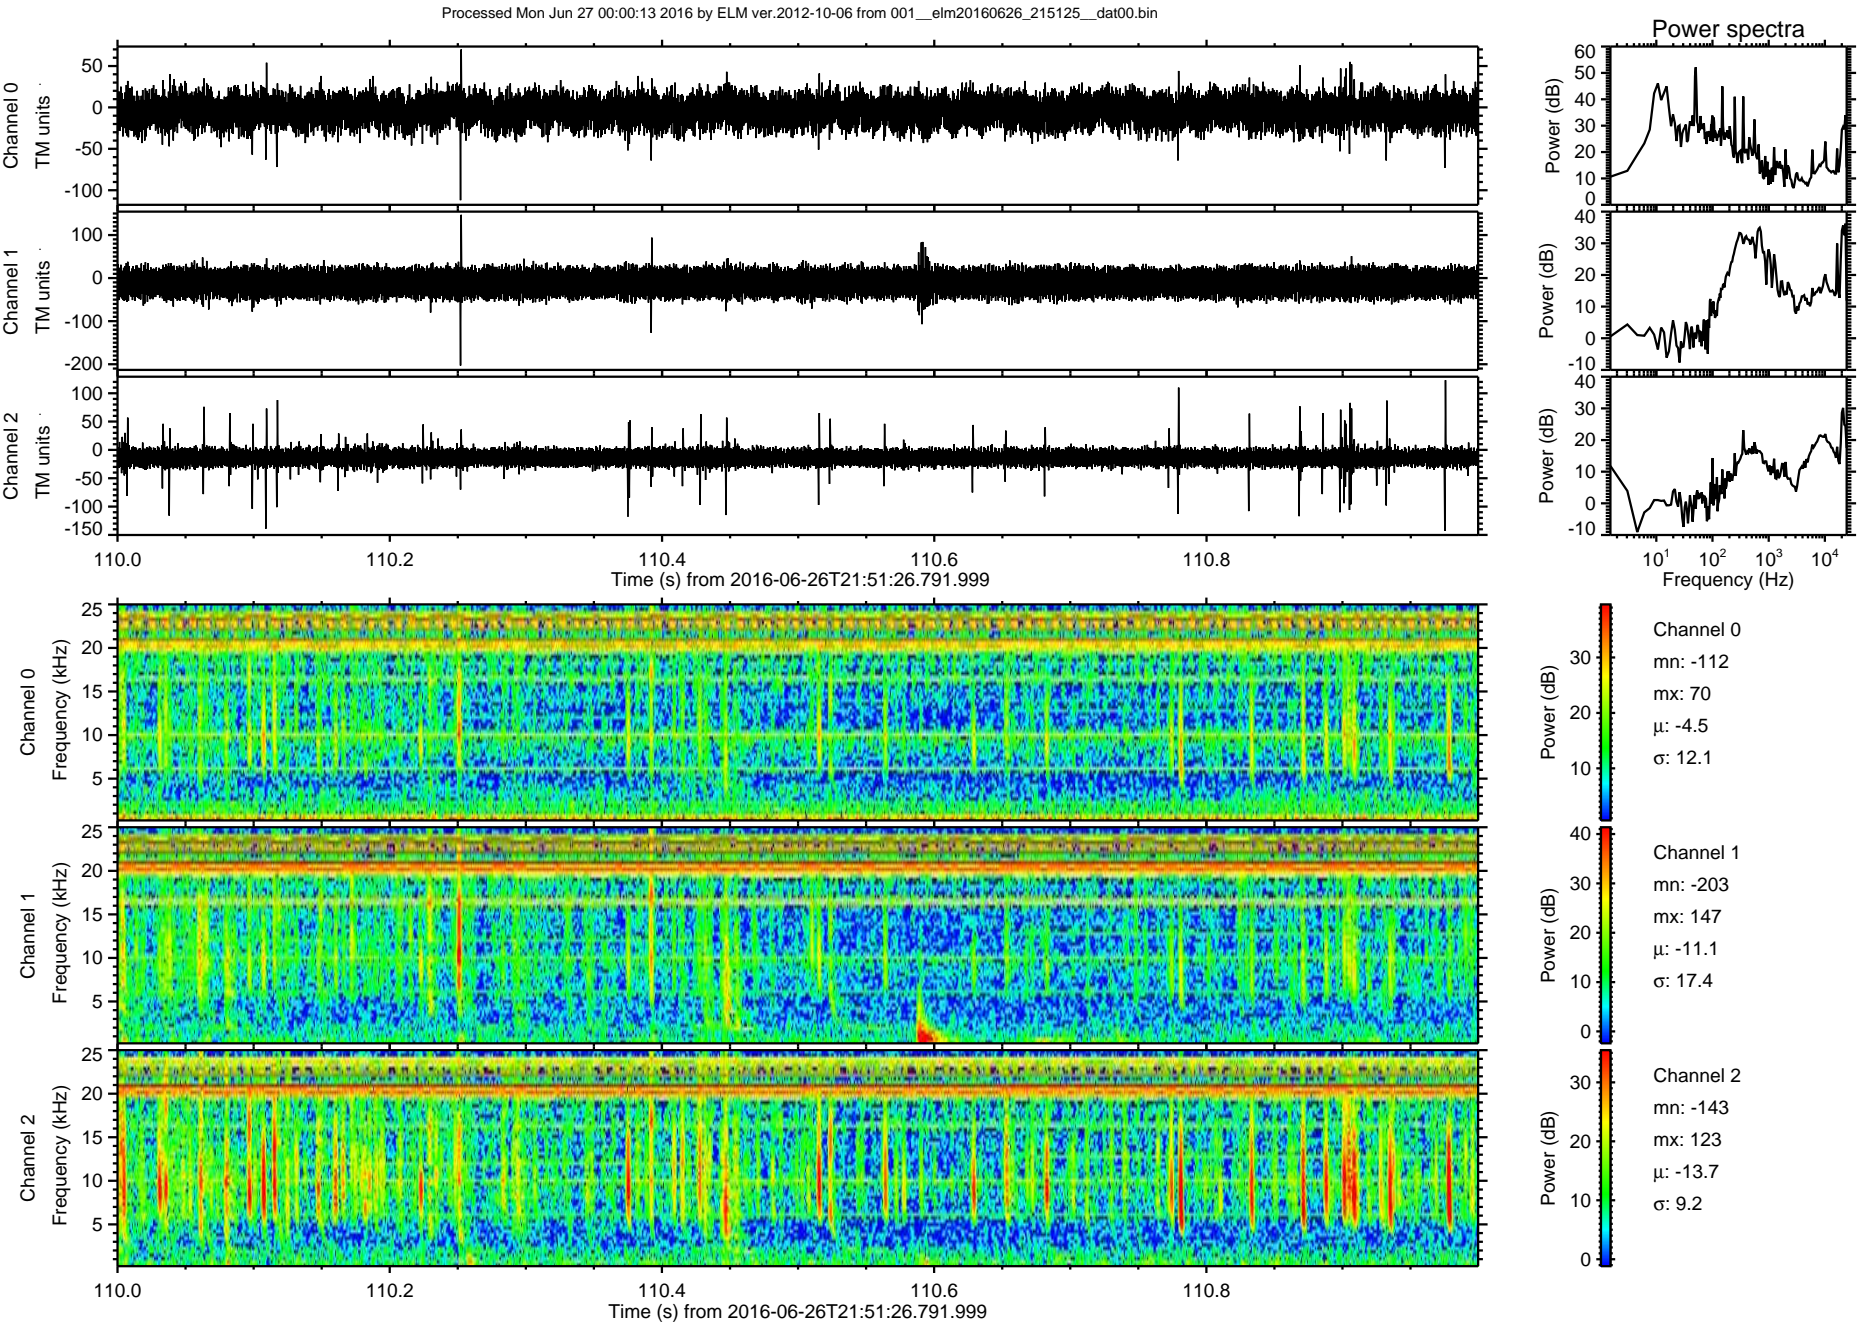 Processed Mon Jun 27 00:00:13 2016 by ELM ver.2012-10-06 from 001__elm20160626_215125__dat00.bin
Power spectra
Channel 0
TM units
50
0
-50
-100
Power (dB)
60
50
40
30
20
10
0
Channel 1
TM units
100
0
-100
-200
Power (dB)
40
30
20
10
0
-10
Channel 2
TM units
100
50
0
-50
-100
-150
Power (dB)
40
30
20
10
0
-10
110.0 110.2 110.4 110.6 110.8
Time (s) from 2016-06-26T21:51:26.791.999
10¹ 10² 10³ 10⁴
Frequency (Hz)
Channel 0
Frequency (kHz)
25
20
15
10
5
Power (dB)
30
20
10
Channel 0
mn: -112
mx: 70
μ: -4.5
σ: 12.1
Channel 1
Frequency (kHz)
25
20
15
10
5
Power (dB)
40
30
20
10
0
Channel 1
mn: -203
mx: 147
μ: -11.1
σ: 17.4
Channel 2
Frequency (kHz)
25
20
15
10
5
Power (dB)
30
20
10
0
Channel 2
mn: -143
mx: 123
μ: -13.7
σ: 9.2
110.0 110.2 110.4 110.6 110.8
Time (s) from 2016-06-26T21:51:26.791.999